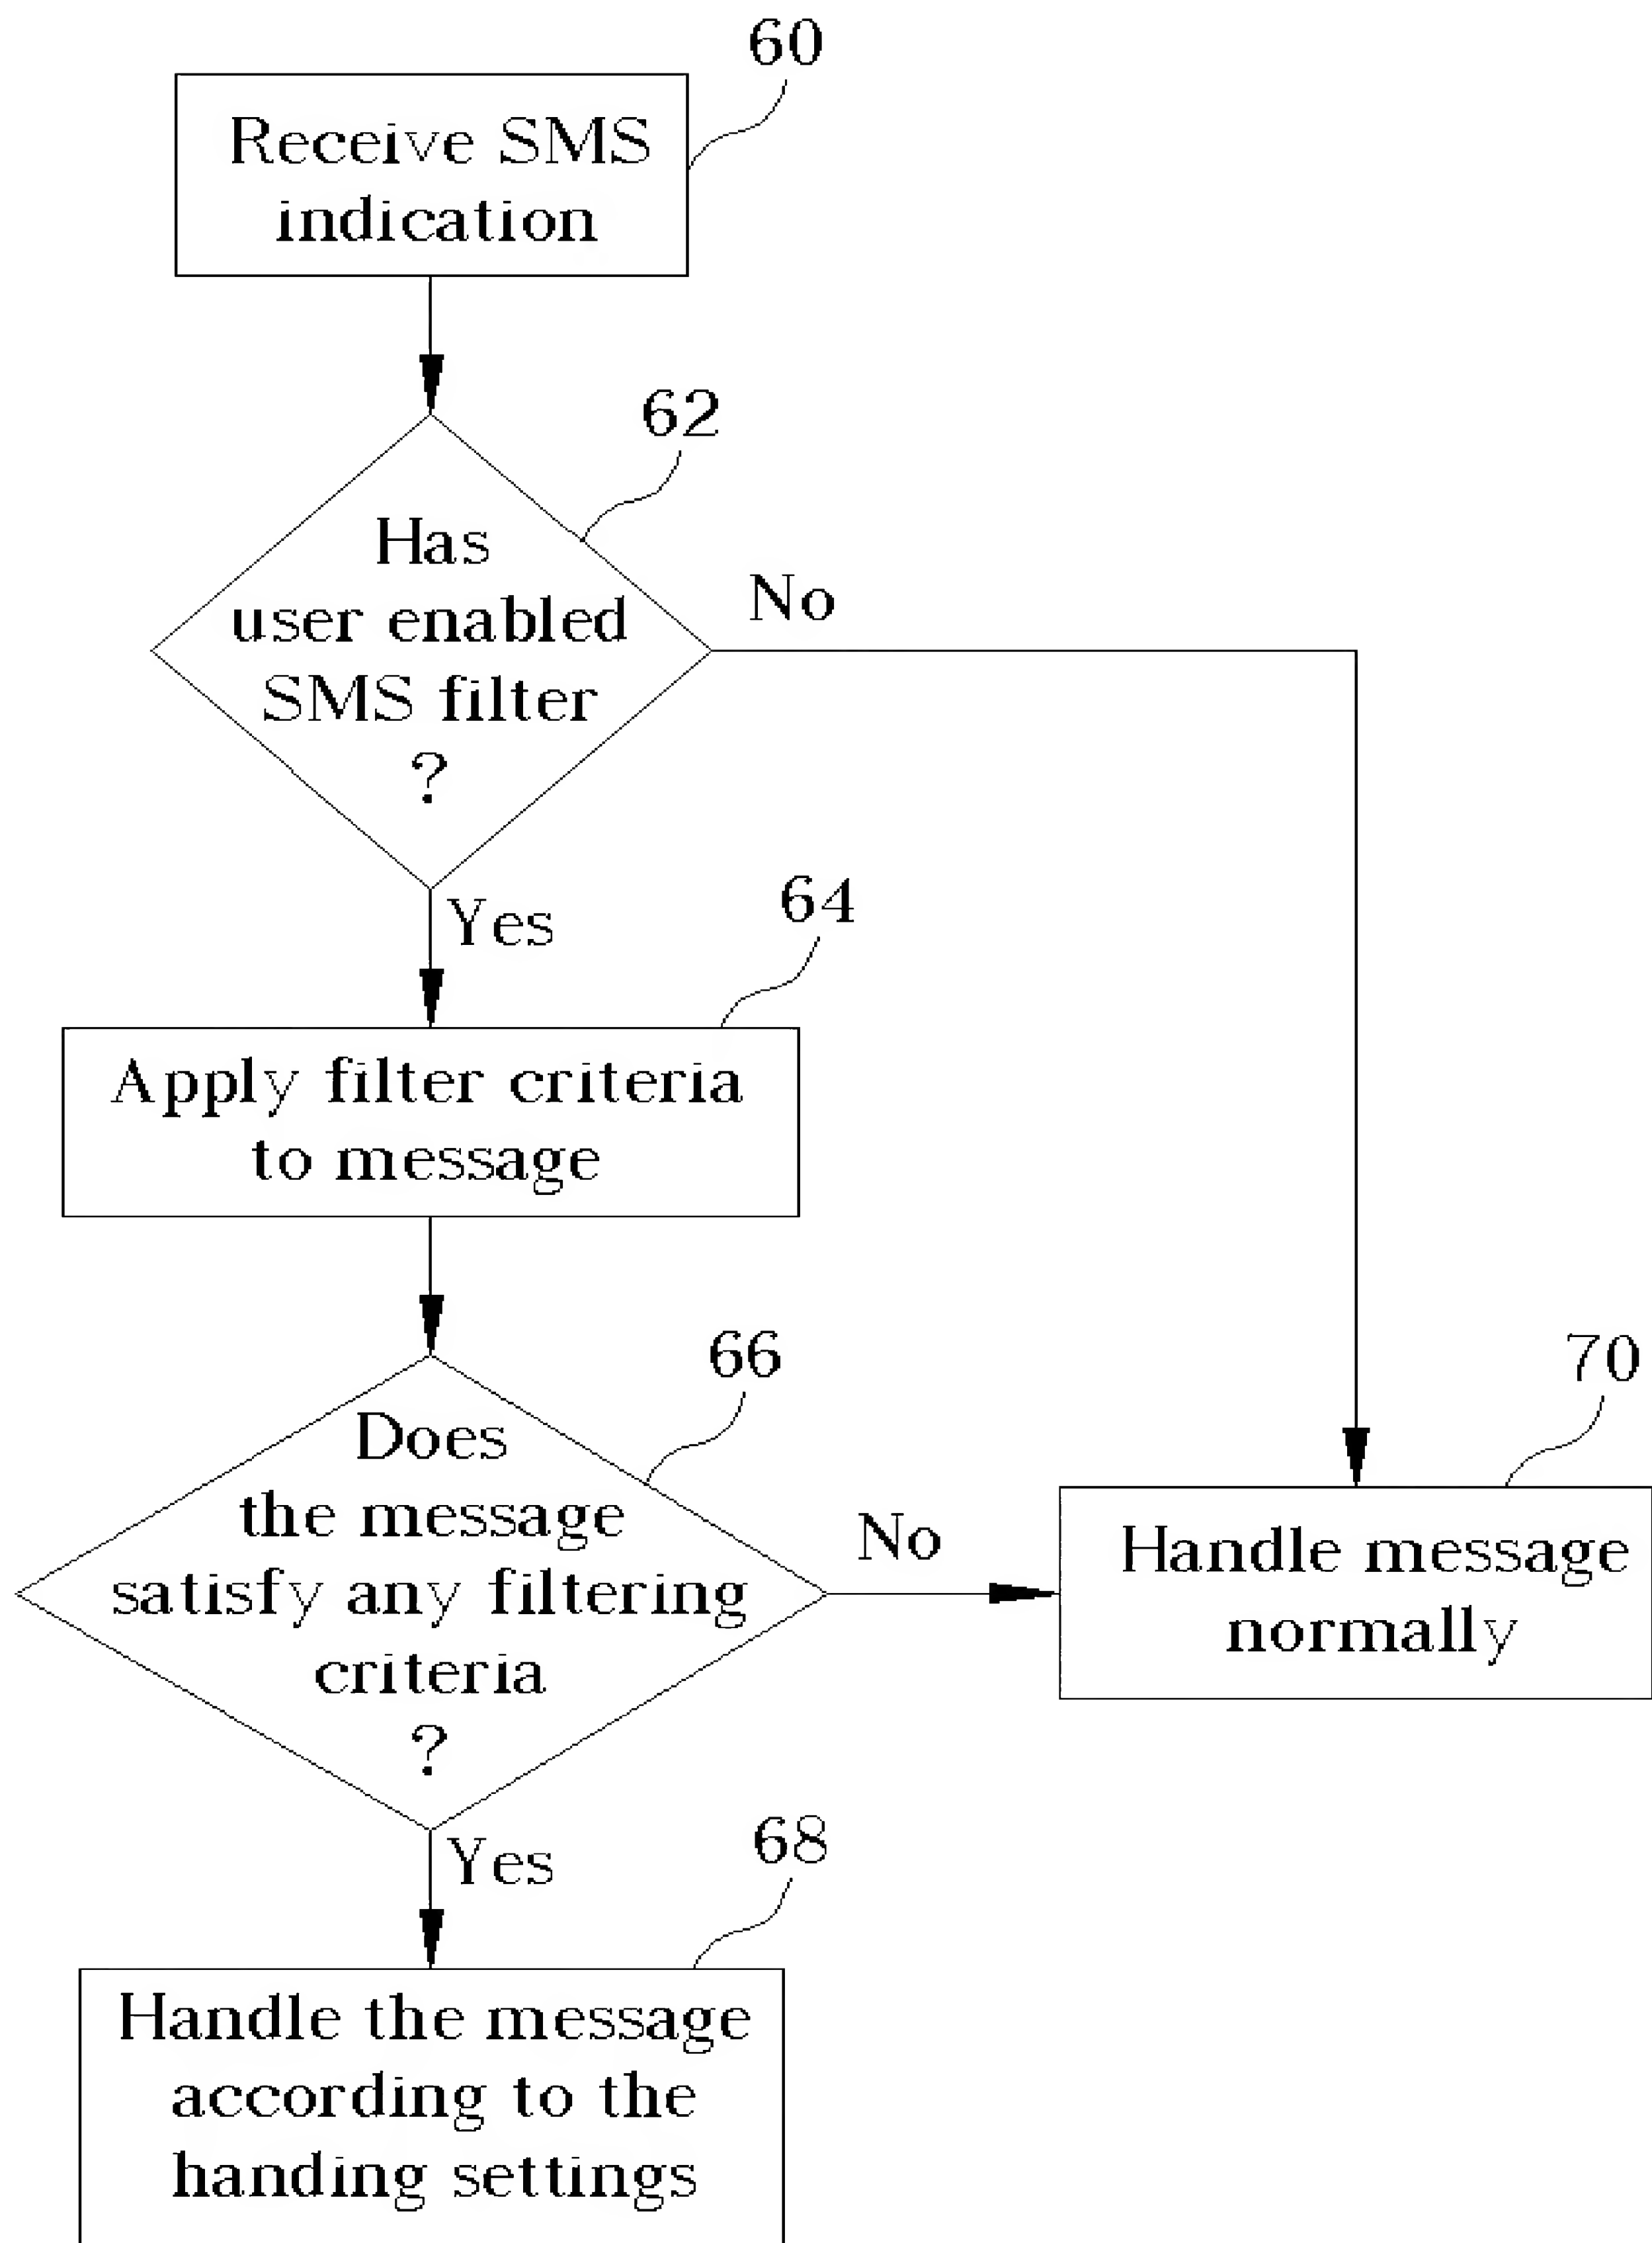 60
Receive SMS
indication
62
Has
user enabled
SMS filter
?
No
Yes
64
Apply filter criteria
to message
66
Does
the message
satisfy any filtering
criteria
?
No
70
Handle message
normally
Yes
68
Handle the message
according to the
handing settings